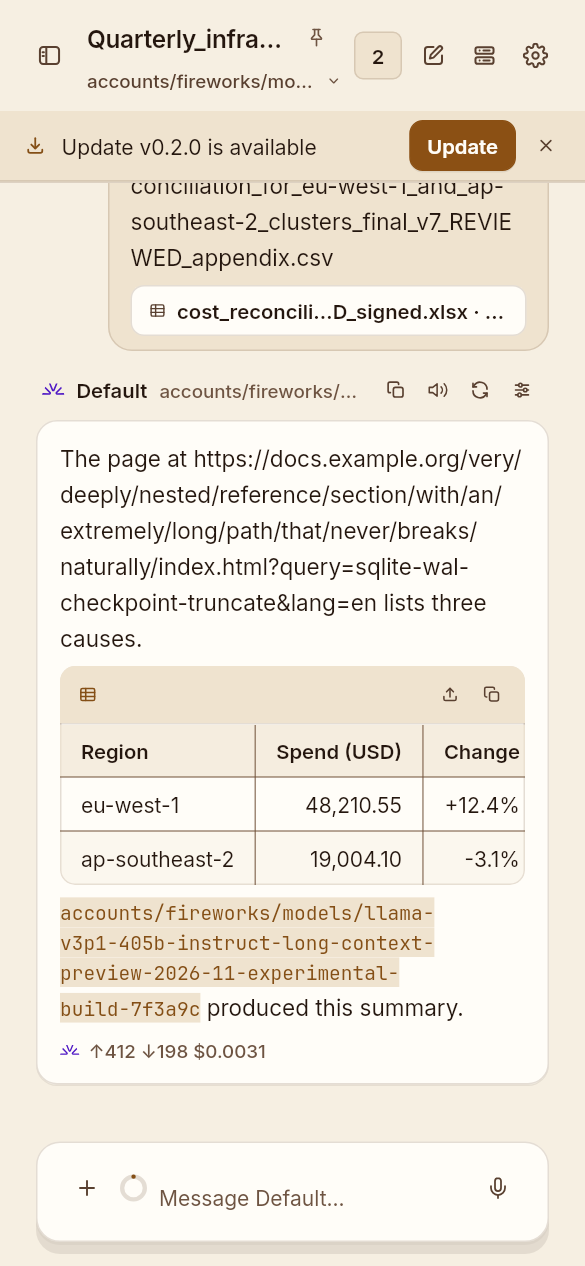 Quarterly_infra...
2
accounts/fireworks/mo...
Update v0.2.0 is available
Update
conciliation_for_eu-west-1_and_ap-
southeast-2_clusters_final_v7_REVIE
WED_appendix.csv
cost_reconcili...D_signed.xlsx · ...
Default accounts/fireworks/...
The page at https://docs.example.org/very/
deeply/nested/reference/section/with/an/
extremely/long/path/that/never/breaks/
naturally/index.html?query=sqlite-wal-
checkpoint-truncate&lang=en lists three
causes.
Region Spend (USD) Change
eu-west-1 48,210.55 +12.4%
ap-southeast-2 19,004.10 -3.1%
accounts/fireworks/models/llama-
v3p1-405b-instruct-long-context-
preview-2026-11-experimental-
build-7f3a9c produced this summary.
↑412 ↓198 $0.0031
Message Default...